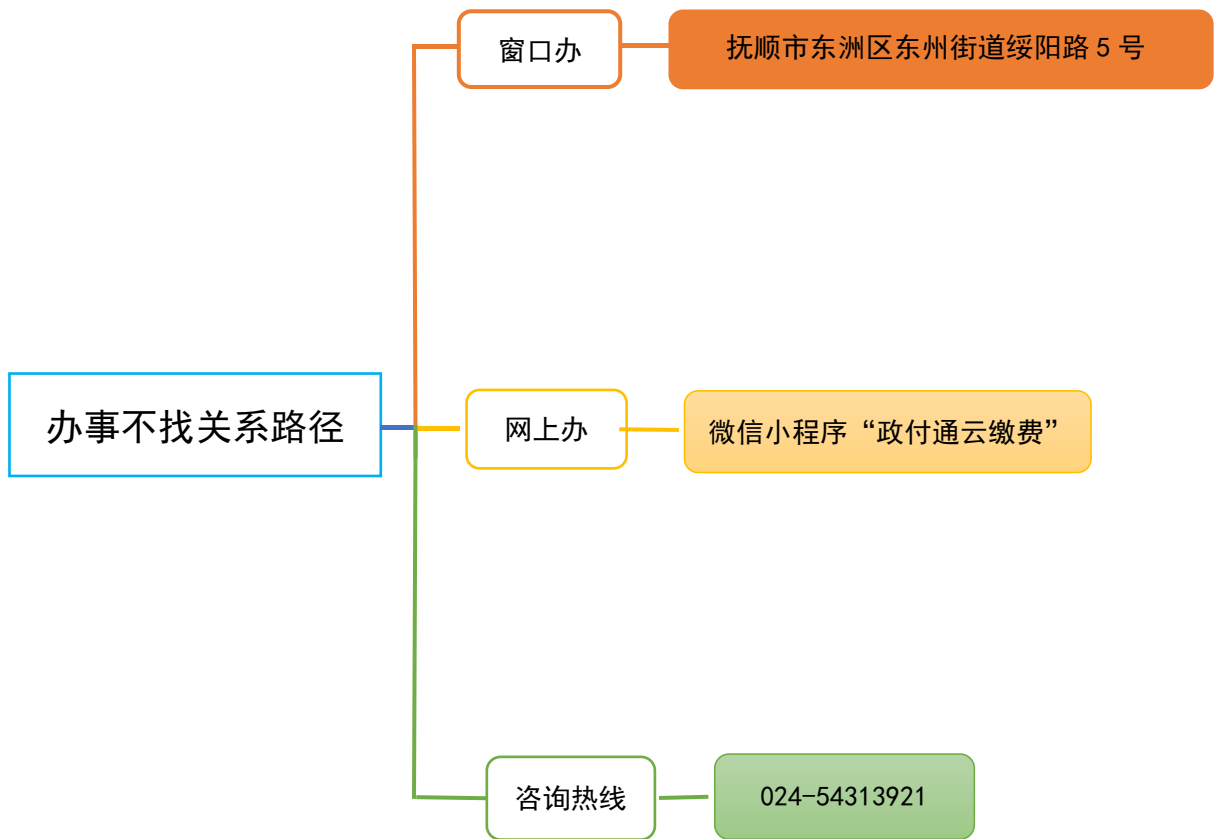 窗口办
抚顺市东洲区东州街道绥阳路 5 号
办事不找关系路径
网上办
微信小程序“政付通云缴费”
咨询热线
024-54313921